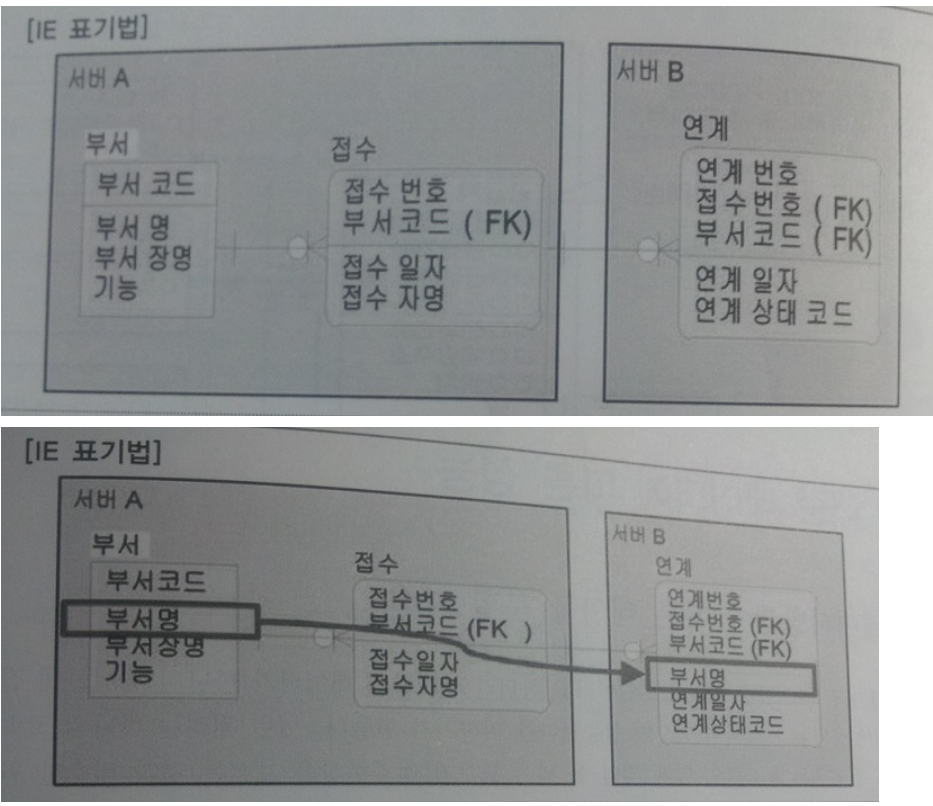 [IE 표기법]
서버 A
부서
부서 코드
부서 명
부서 장명
기능
접수
접수 번호
부서코드 ( FK)
접수 일자
접수 자명
서버 B
연계
연계 번호
접수번호 ( FK)
부서코드 ( FK)
연계 일자
연계 상태 코드
[IE 표기법]
서버 A
부서
부서코드
부서명
부서장명
기능
접수
접수번호
부서코드 (FK )
접수일자
접수자명
서버 B
연계
연계번호
접수번호 (FK)
부서코드 (FK)
부서명
연계일자
연계상태코드